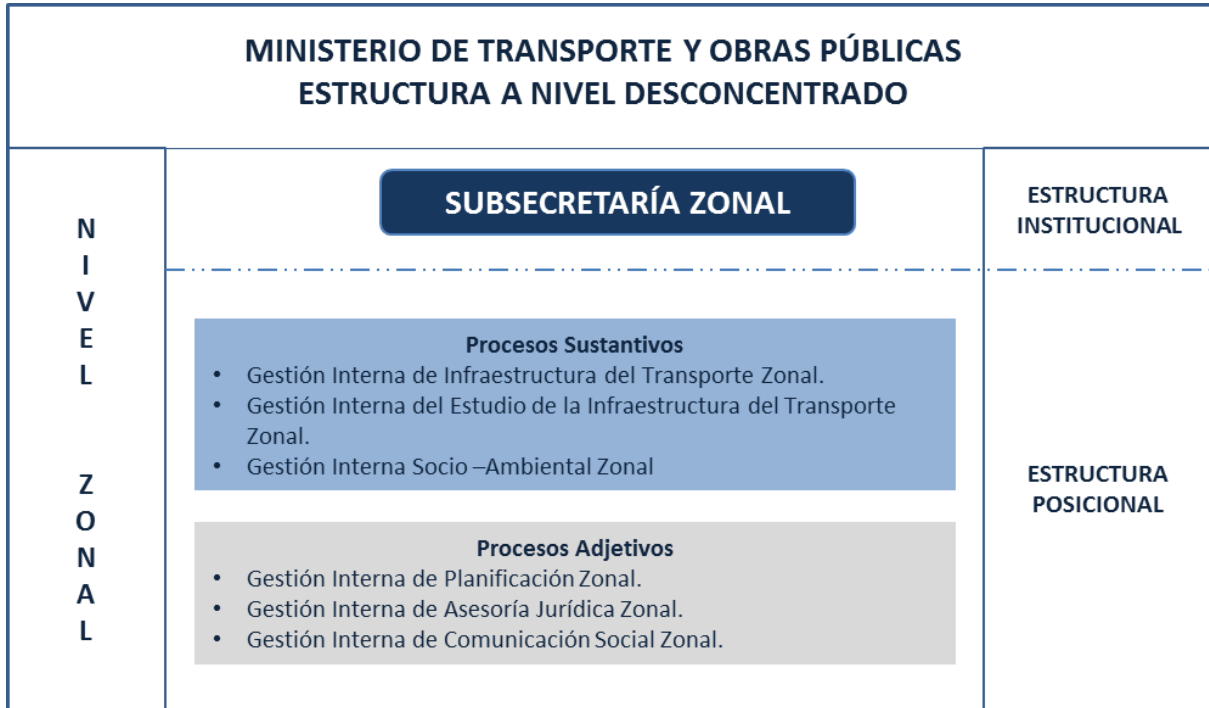 MINISTERIO DE TRANSPORTE Y OBRAS PÚBLICAS
ESTRUCTURA A NIVEL DESCONCENTRADO
NIVEL ZONAL
SUBSECRETARÍA ZONAL
ESTRUCTURA
INSTITUCIONAL
Procesos Sustantivos
• Gestión Interna de Infraestructura del Transporte Zonal.
• Gestión Interna del Estudio de la Infraestructura del Transporte
Zonal.
• Gestión Interna Socio –Ambiental Zonal
ESTRUCTURA
POSICIONAL
Procesos Adjetivos
• Gestión Interna de Planificación Zonal.
• Gestión Interna de Asesoría Jurídica Zonal.
• Gestión Interna de Comunicación Social Zonal.